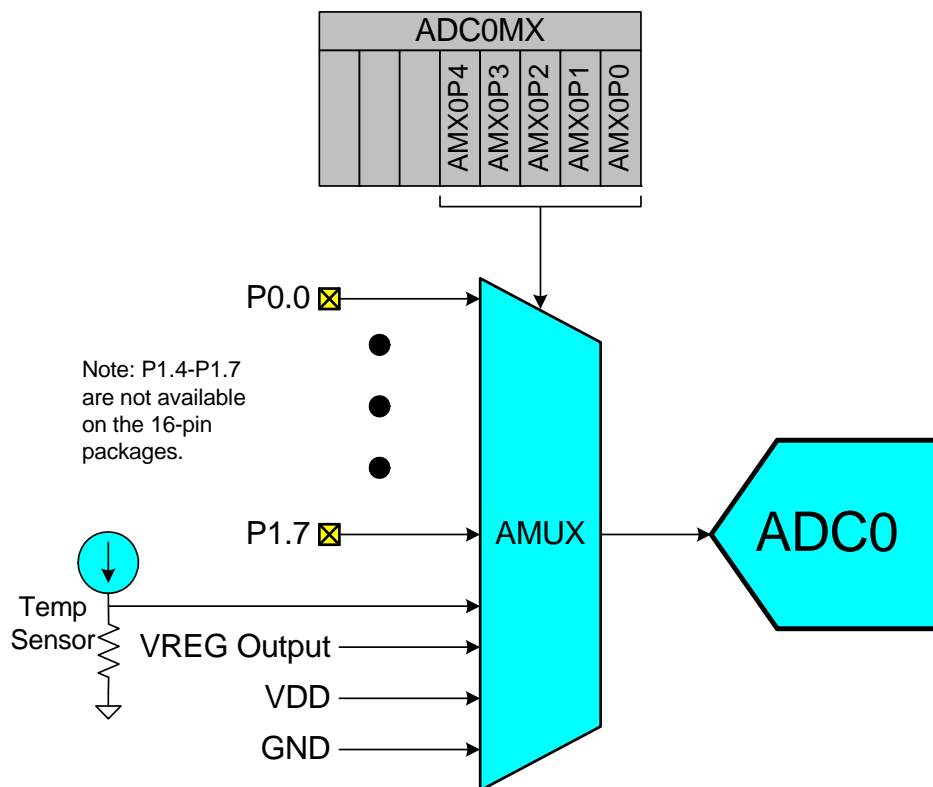 ADC0MX
AMX0P4
AMX0P3
AMX0P2
AMX0P1
AMX0P0
P0.0
Note: P1.4-P1.7
are not available
on the 16-pin
packages.
P1.7
AMUX
ADC0
Temp
Sensor
VREG Output
VDD
GND